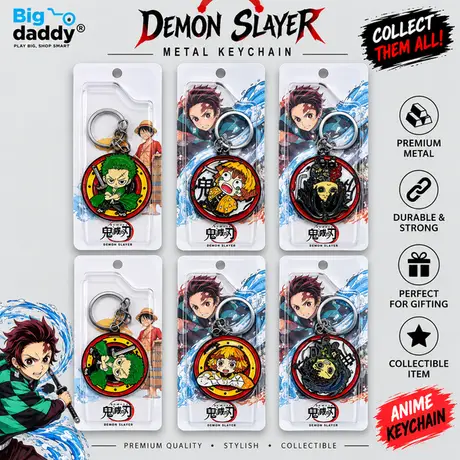 Big
daddy®
PLAY BIG, SHOP SMART
DEMON SLAYER
METAL KEYCHAIN
COLLECT
THEM ALL!
PREMIUM
METAL
DURABLE &
STRONG
PERFECT
FOR GIFTING
COLLECTIBLE
ITEM
ANIME
KEYCHAIN
鬼滅の刃
DEMON SLAYER
鬼滅の刃
DEMON SLAYER
鬼滅の刃
DEMON SLAYER
鬼滅の刃
DEMON SLAYER
鬼滅の刃
DEMON SLAYER
鬼滅の刃
DEMON SLAYER
PREMIUM QUALITY • STYLISH • COLLECTIBLE